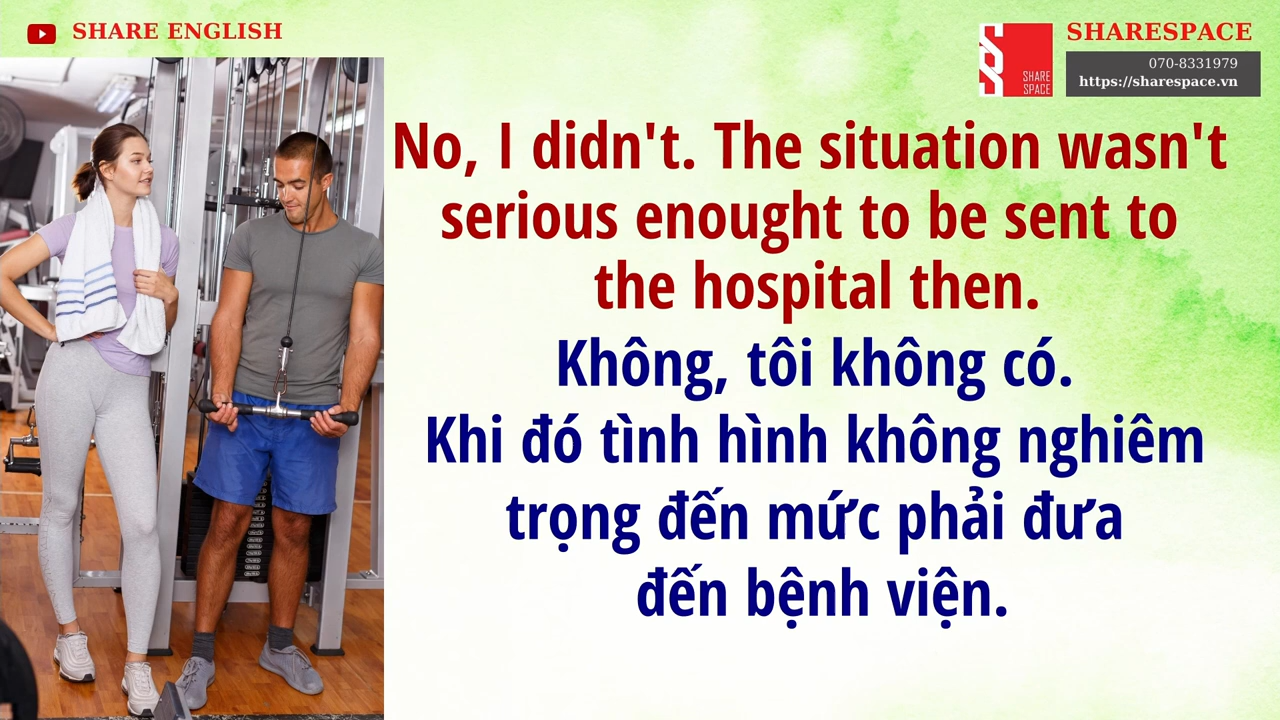 SHARE ENGLISH
SHARESPACE
070-8331979
https://sharespace.vn
SHARE
SPACE
No, I didn't. The situation wasn't
serious enought to be sent to
the hospital then.
Không, tôi không có.
Khi đó tình hình không nghiêm
trọng đến mức phải đưa
đến bệnh viện.